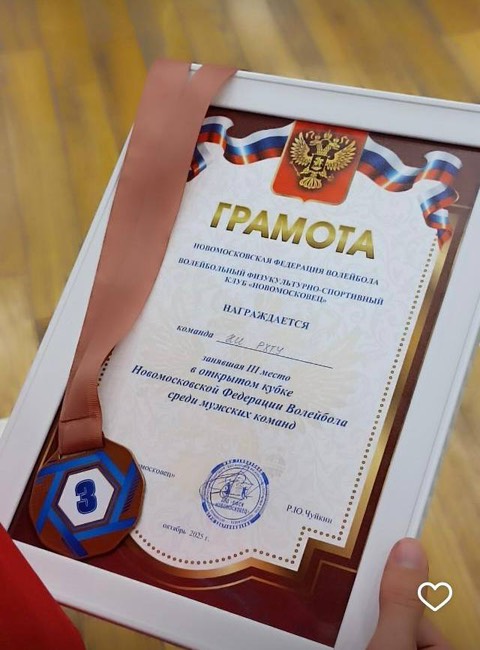 ГРАМОТА
НОВОМОСКОВСКАЯ ФЕДЕРАЦИЯ ВОЛЕЙБОЛА
ВОЛЕЙБОЛЬНЫЙ ФИЗКУЛЬТУРНО-СПОРТИВНЫЙ
КЛУБ «НОВОМОСКОВЕЦ»
НАГРАЖДАЕТСЯ
команда РХТУ
занявшая III место
в открытом кубке
Новомосковской Федерации Волейбола
среди мужских команд
3
Р.Ю.Чуйкин
октябрь 2025 г.